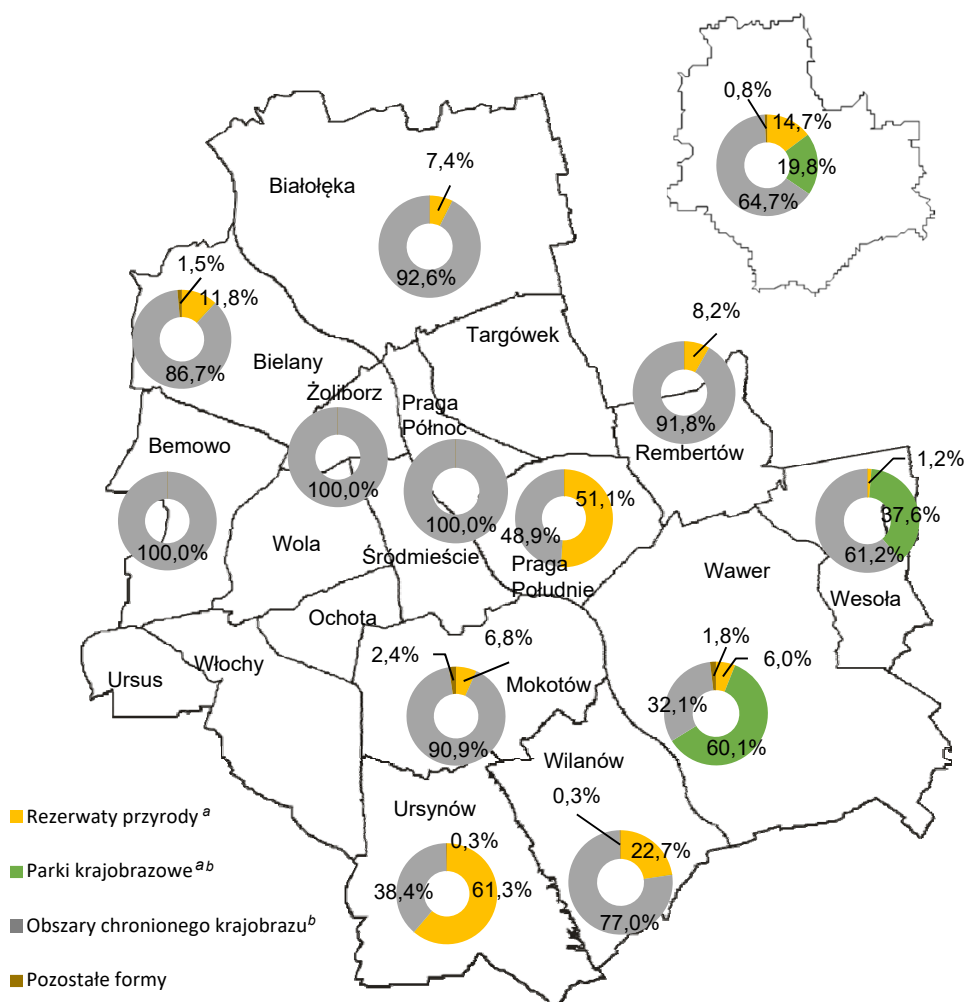 0,8%
14,7%
19,8%
64,7%
Białołęka
7,4%
92,6%
1,5%
11,8%
86,7%
Bielany
Targówek
8,2%
91,8%
Rembertów
Żoliborz
100,0%
Praga
Północ
100,0%
Bemowo
100,0%
Wola
Śródmieście
51,1%
48,9%
Praga
Południe
1,2%
37,6%
61,2%
Wesoła
Wawer
1,8%
6,0%
32,1%
60,1%
Ochota
Włochy
Ursus
2,4%
6,8%
Mokotów
90,9%
Wilanów
0,3%
22,7%
77,0%
Ursynów
0,3%
38,4%
61,3%
Rezerwaty przyrody a
Parki krajobrazowe ab
Obszary chronionego krajobrazu b
Pozostałe formy